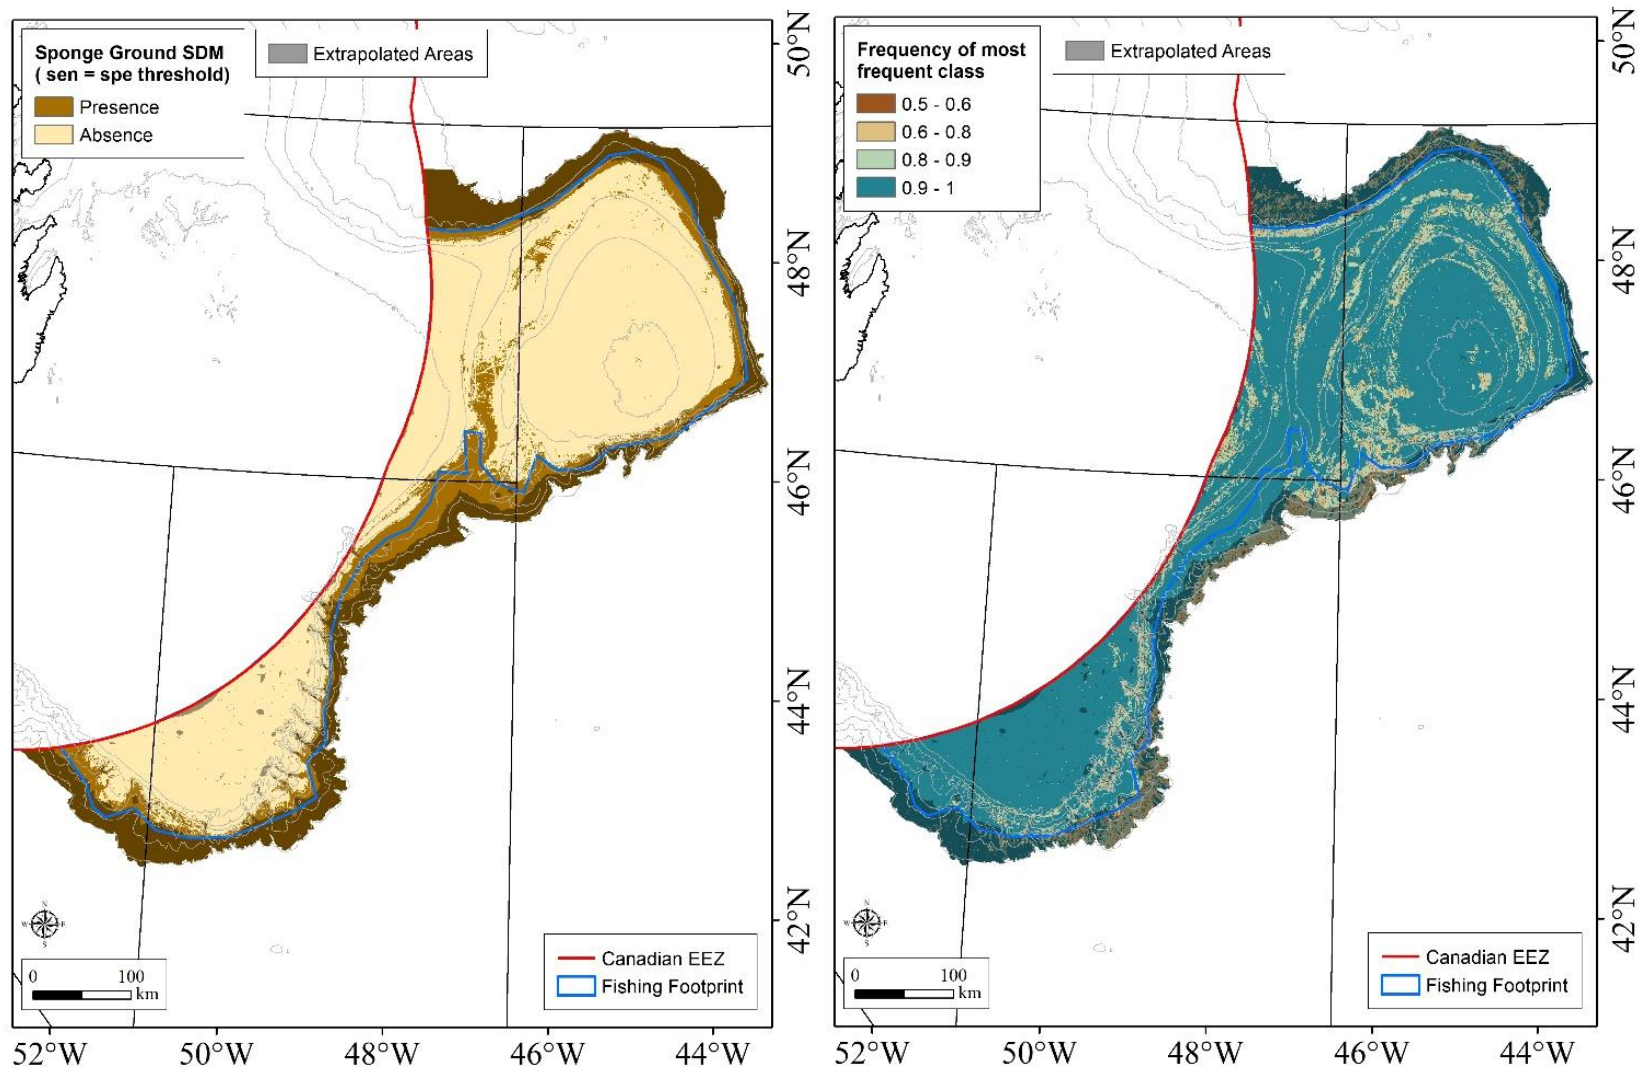 Sponge Ground SDM
( sen = spe threshold)
Presence
Absence
Extrapolated Areas
50°N
48°N
46°N
44°N
42°N
N
W
S
0 100
km
Canadian EEZ
Fishing Footprint
52°W 50°W 48°W 46°W 44°W
Frequency of most
frequent class
0.5 - 0.6
0.6 - 0.8
0.8 - 0.9
0.9 - 1
Extrapolated Areas
50°N
48°N
46°N
44°N
42°N
N
W
S
0 100
km
Canadian EEZ
Fishing Footprint
52°W 50°W 48°W 46°W 44°W